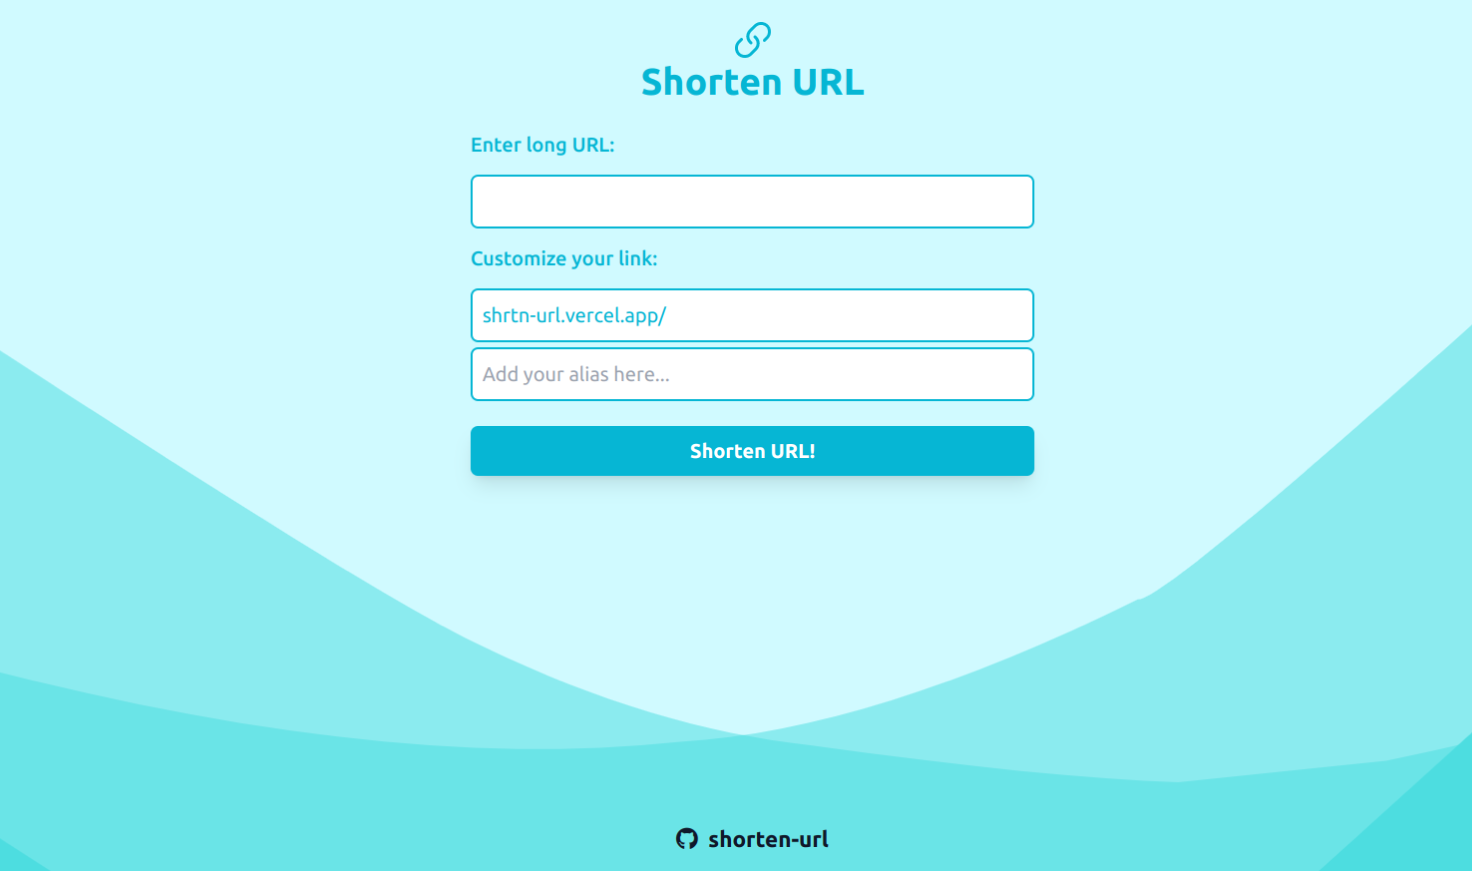 Shorten URL
Enter long URL:
Customize your link:
shrtn-url.vercel.app/
Add your alias here...
Shorten URL!
shorten-url